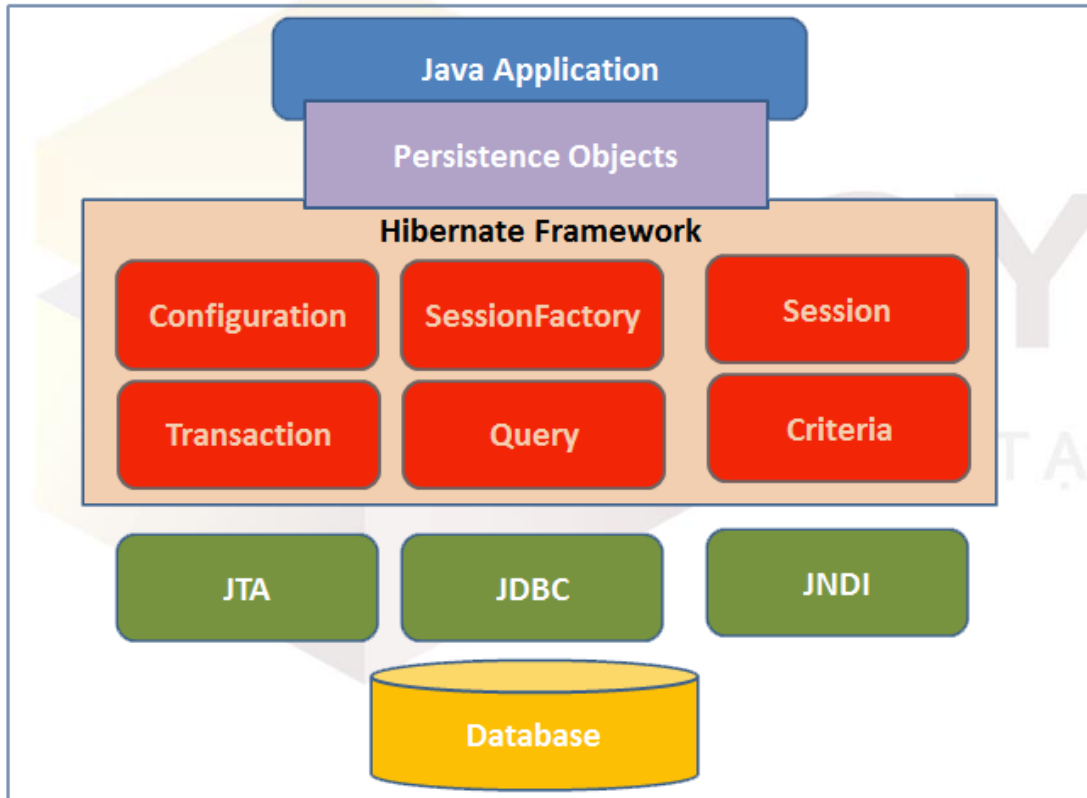 Java Application
Persistence Objects
Hibernate Framework
Configuration
SessionFactory
Session
Transaction
Query
Criteria
JTA
JDBC
JNDI
Database